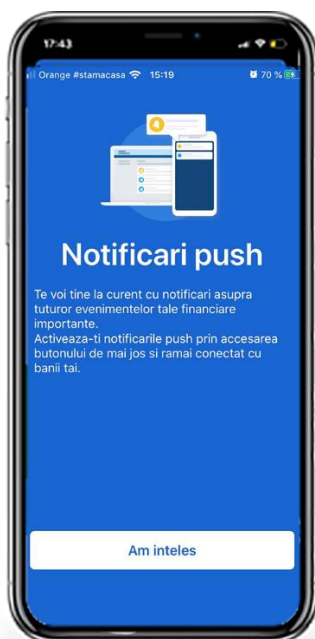 17:43
Orange #stamacasa 15:19 70 %
Notificari push
Te voi tine la curent cu notificari asupra
tuturor evenimentelor tale financiare
importante.
Activeaza-ti notificarile push prin accesarea
butonului de mai jos si ramai conectat cu
banii tai.
Am inteles